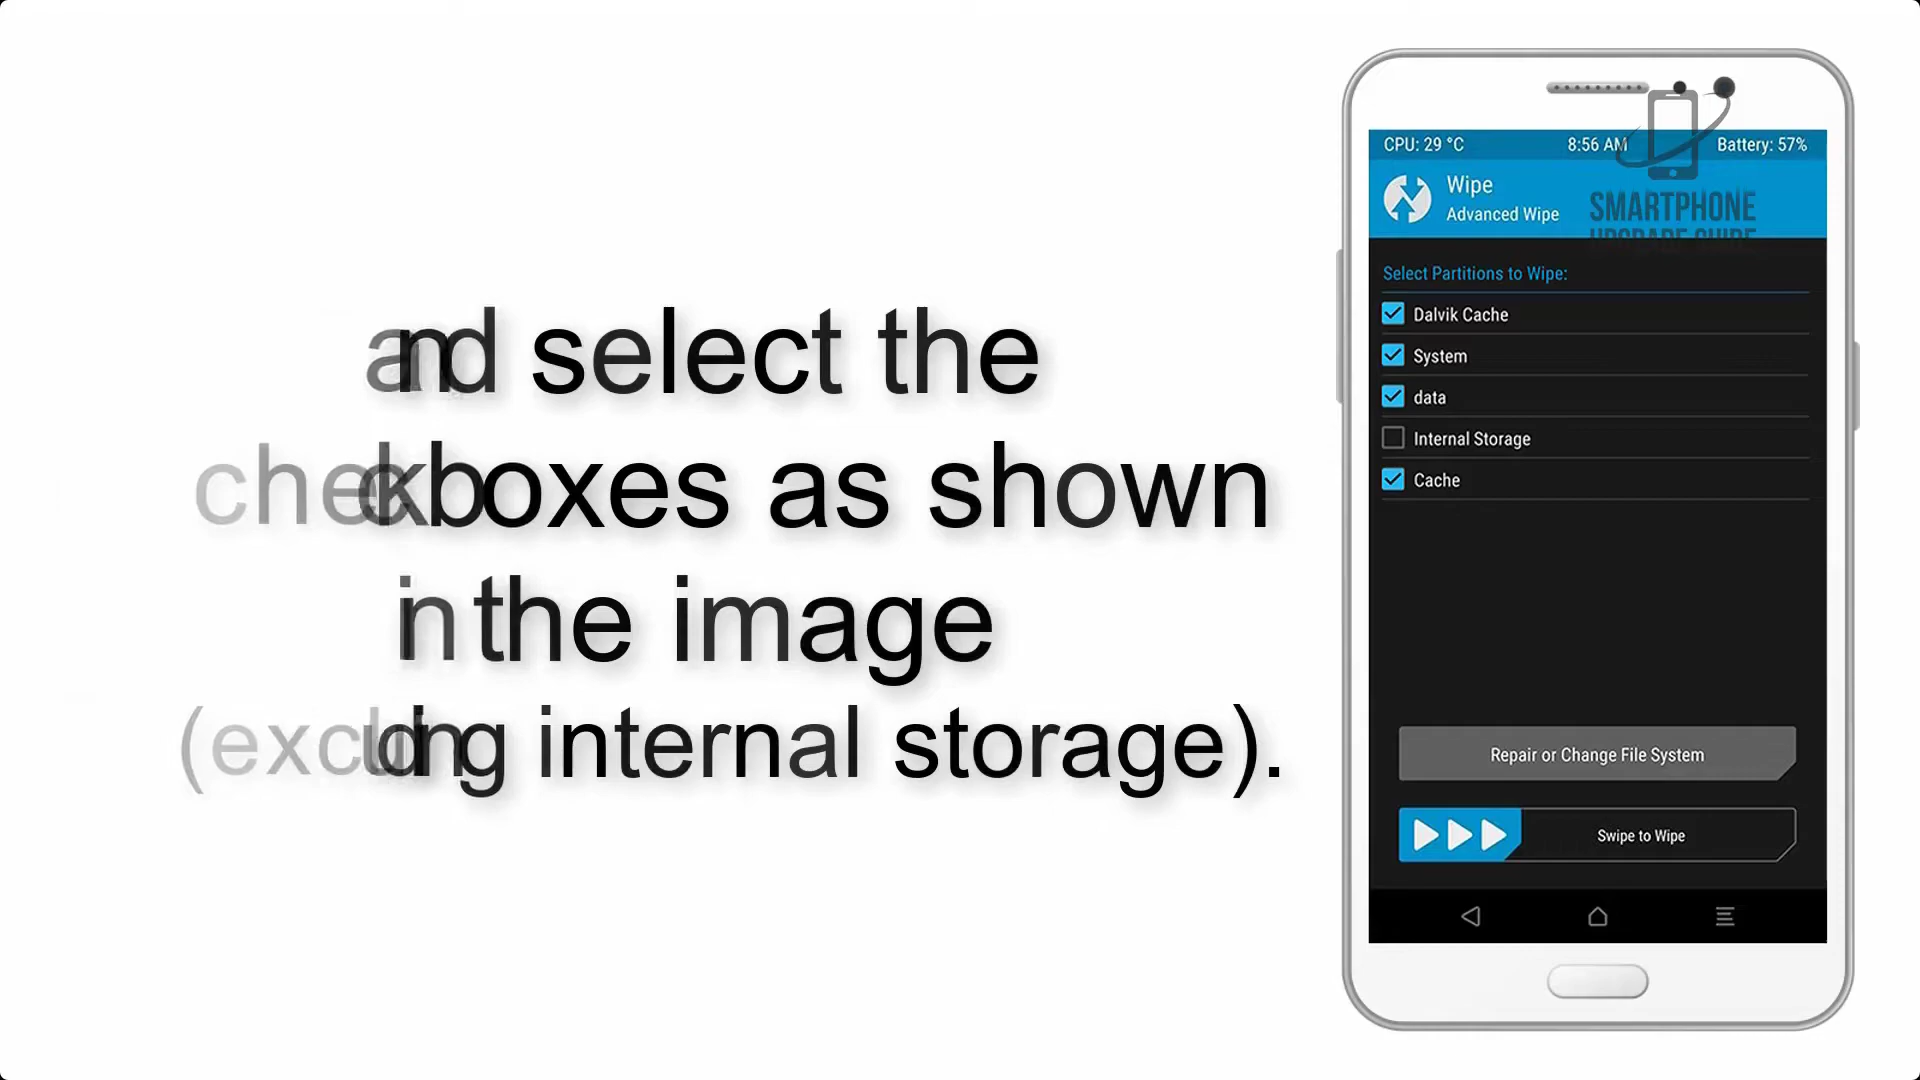 and select the
checkboxes as shown
in the image
(excluding internal storage).
CPU: 29 °C 8:56 AM Battery: 57%
Wipe
Advanced Wipe
SMARTPHONE
UPGRADE GUIDE
Select Partitions to Wipe:
Dalvik Cache
System
data
Internal Storage
Cache
Repair or Change File System
Swipe to Wipe